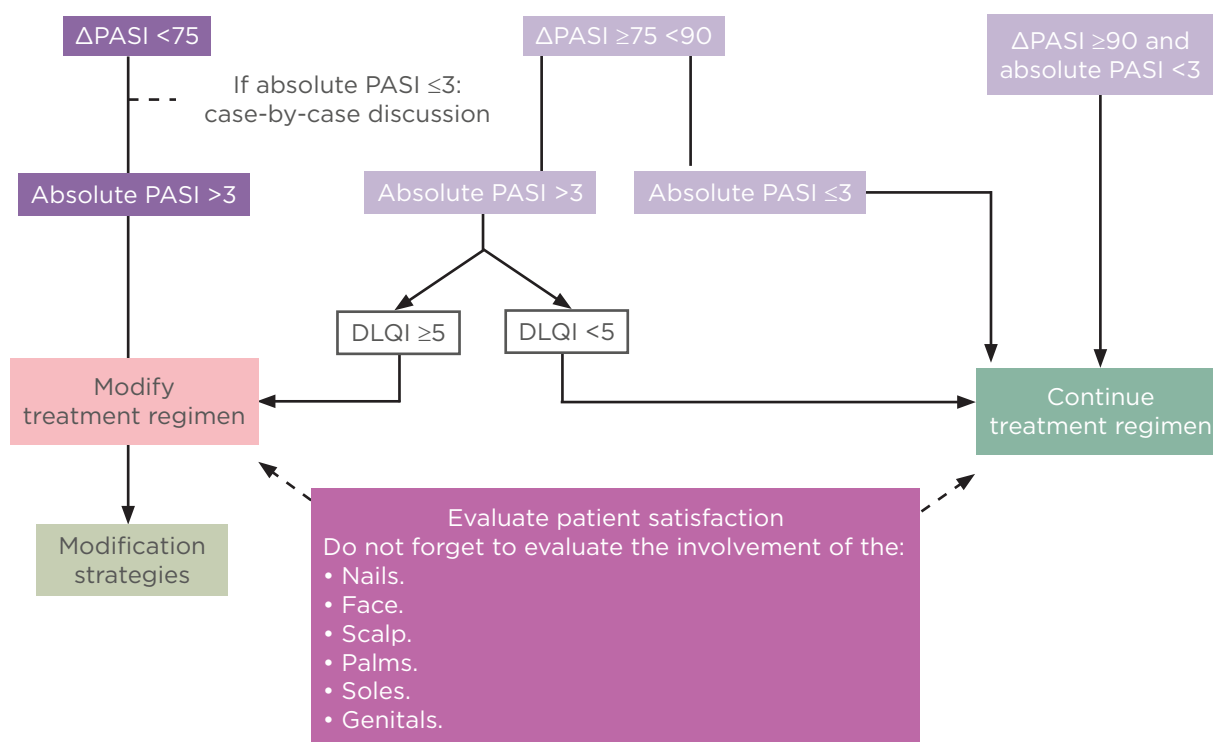 ΔPASI <75
ΔPASI ≥75 <90
ΔPASI ≥90 and
absolute PASI <3
If absolute PASI ≤3:
case-by-case discussion
Absolute PASI >3
Absolute PASI >3
Absolute PASI ≤3
DLQI ≥5
DLQI <5
Modify
treatment regimen
Continue
treatment regimen
Modification
strategies
Evaluate patient satisfaction
Do not forget to evaluate the involvement of the:
• Nails.
• Face.
• Scalp.
• Palms.
• Soles.
• Genitals.